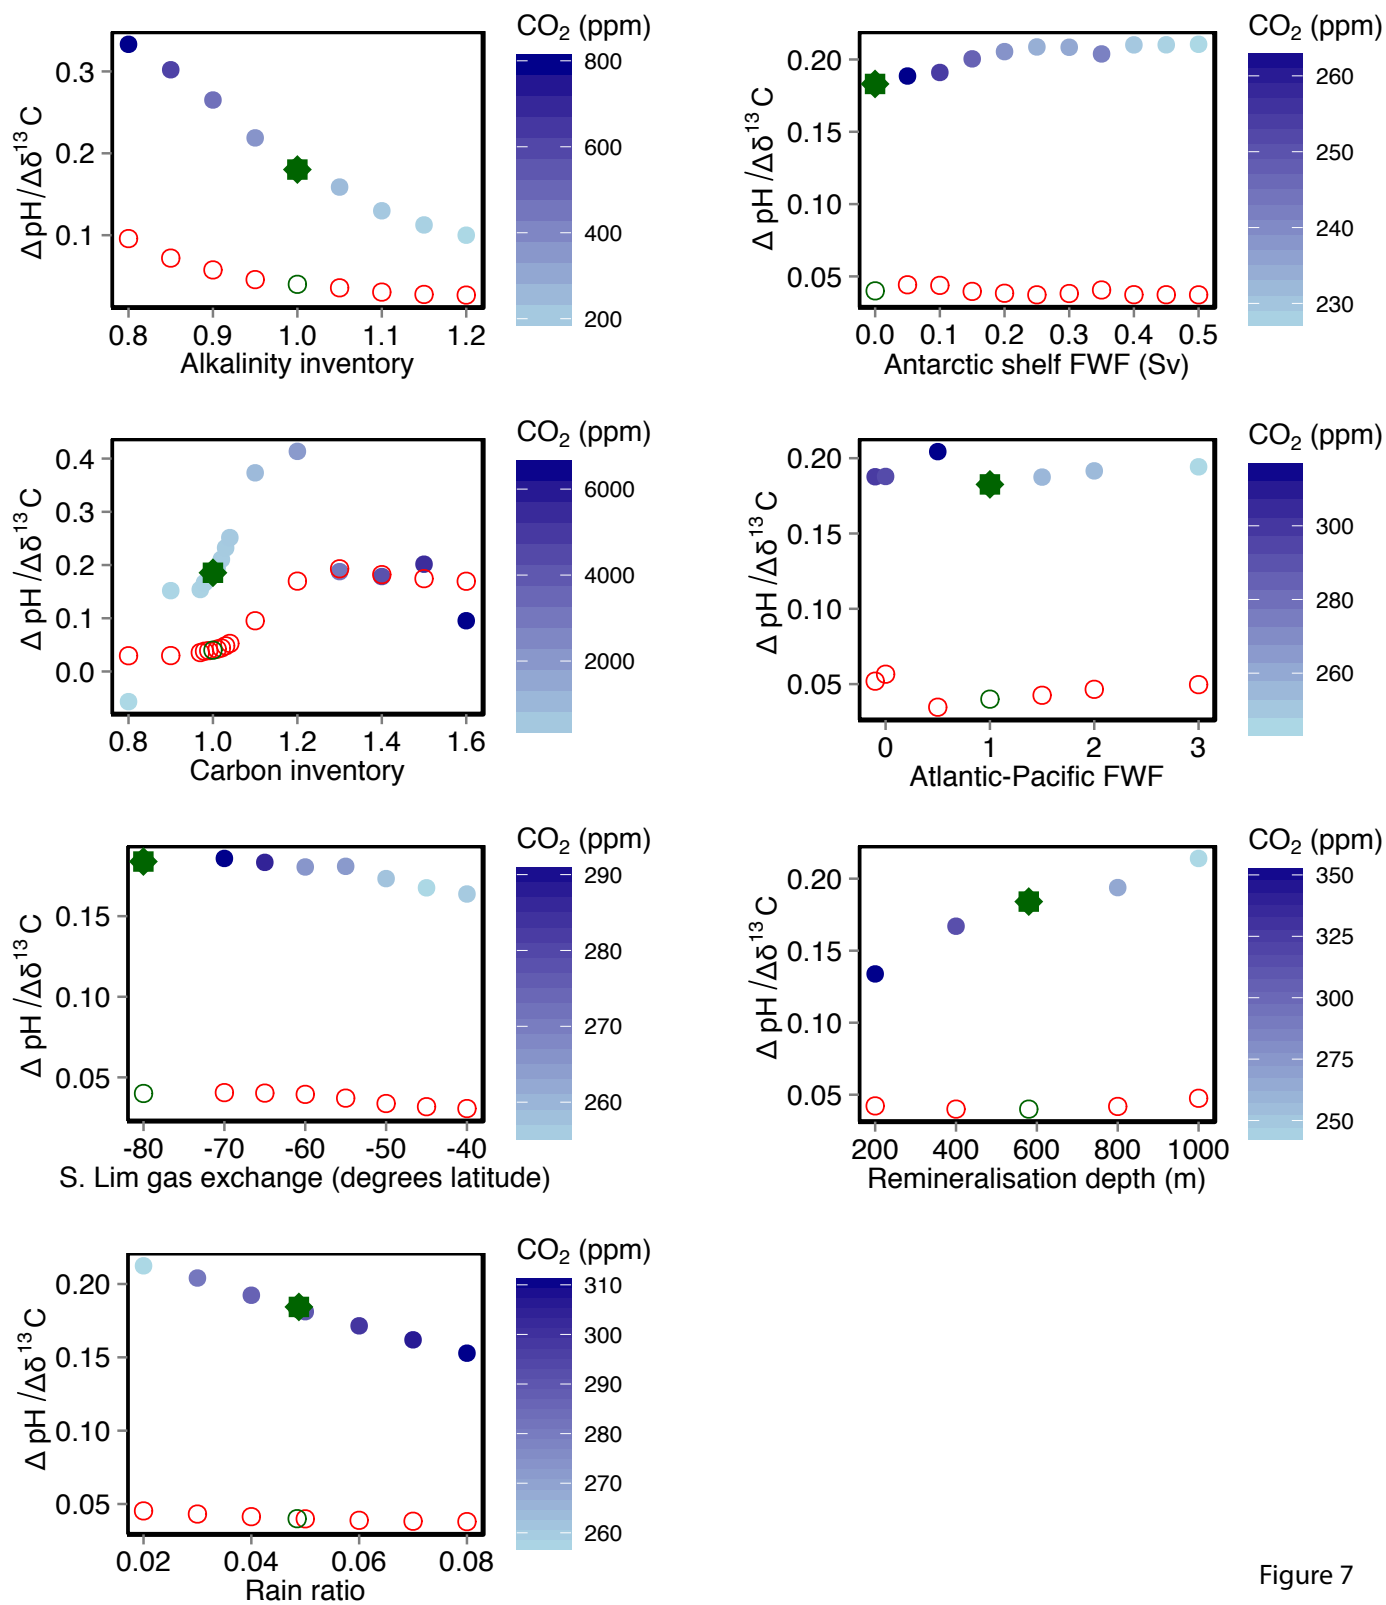 CO2 (ppm)
ΔpH/Δδ13C
0.3
0.2
0.1
0.8 0.9 1.0 1.1 1.2
Alkalinity inventory
800
600
400
200
CO2 (ppm)
Δ pH/Δδ13C
0.20
0.15
0.10
0.05
0.0 0.1 0.2 0.3 0.4 0.5
Antarctic shelf FWF (Sv)
260
250
240
230
CO2 (ppm)
Δ pH/Δδ13C
0.4
0.3
0.2
0.1
0.0
0.8 1.0 1.2 1.4 1.6
Carbon inventory
6000
4000
2000
CO2 (ppm)
Δ pH/Δδ13C
0.20
0.15
0.10
0.05
0 1 2 3
Atlantic-Pacific FWF
300
280
260
CO2 (ppm)
Δ pH/Δδ13C
0.15
0.10
0.05
-80 -70 -60 -50 -40
S. Lim gas exchange (degrees latitude)
290
280
270
260
CO2 (ppm)
Δ pH/Δδ13C
0.20
0.15
0.10
0.05
200 400 600 800 1000
Remineralisation depth (m)
350
325
300
275
250
CO2 (ppm)
Δ pH/Δδ13C
0.20
0.15
0.10
0.05
0.02 0.04 0.06 0.08
Rain ratio
310
300
290
280
270
260
Figure 7